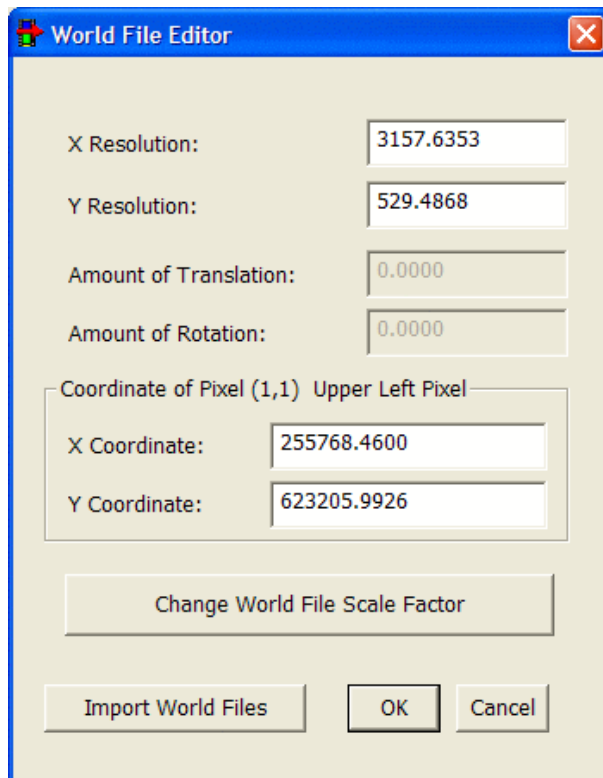 World File Editor
X Resolution: 3157.6353
Y Resolution: 529.4868
Amount of Translation: 0.0000
Amount of Rotation: 0.0000
Coordinate of Pixel (1,1) Upper Left Pixel
X Coordinate: 255768.4600
Y Coordinate: 623205.9926
Change World File Scale Factor
Import World Files OK Cancel